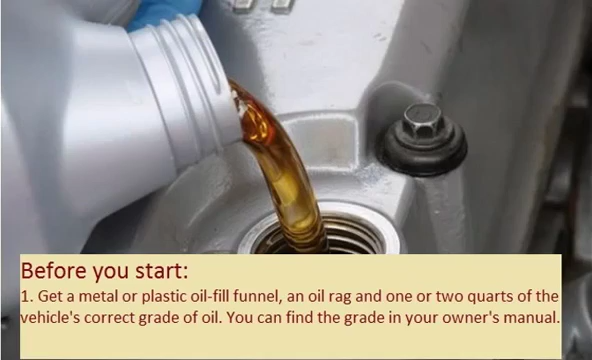 Before you start:
1. Get a metal or plastic oil-fill funnel, an oil rag and one or two quarts of the
vehicle's correct grade of oil. You can find the grade in your owner's manual.